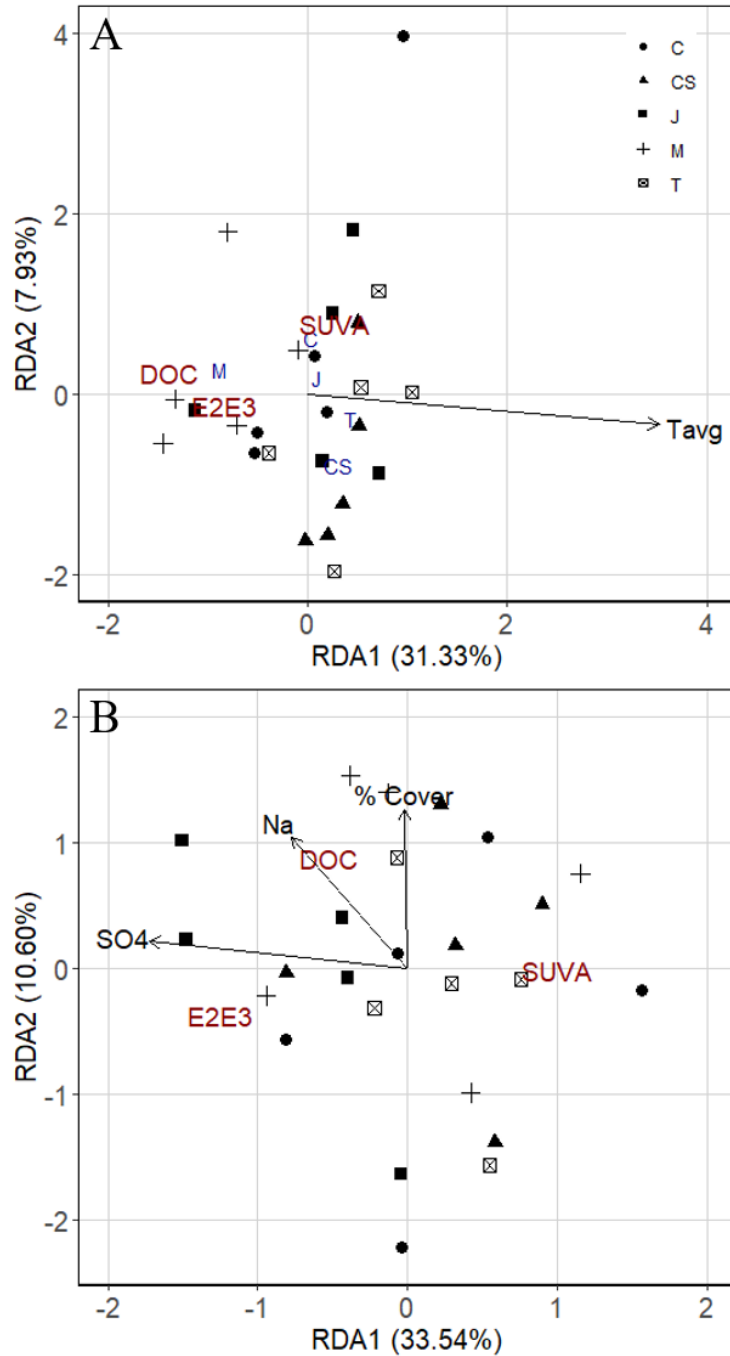 A
C
CS
J
M
T
4
2
0
-2
RDA2 (7.93%)
SUVA
C
DOC
M
J
E2E3
T
Tavg
CS
-2
0
2
4
RDA1 (31.33%)
B
2
1
0
-1
-2
RDA2 (10.60%)
% Cover
Na
DOC
SO4
SUVA
E2E3
-2
-1
0
1
2
RDA1 (33.54%)